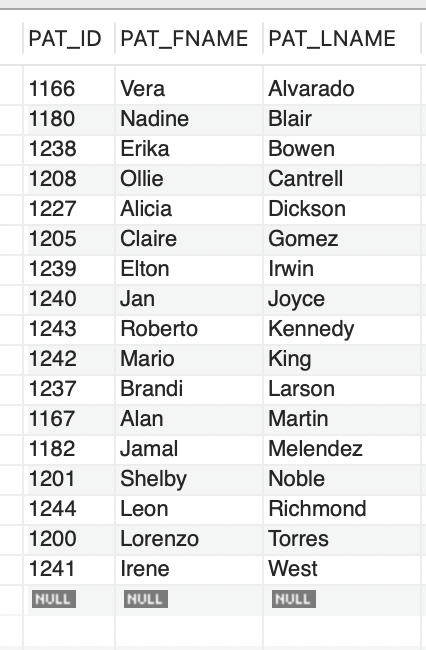 PAT_ID PAT_FNAME PAT_LNAME
1166 Vera Alvarado
1180 Nadine Blair
1238 Erika Bowen
1208 Ollie Cantrell
1227 Alicia Dickson
1205 Claire Gomez
1239 Elton Irwin
1240 Jan Joyce
1243 Roberto Kennedy
1242 Mario King
1237 Brandi Larson
1167 Alan Martin
1182 Jamal Melendez
1201 Shelby Noble
1244 Leon Richmond
1200 Lorenzo Torres
1241 Irene West
NULL NULL NULL